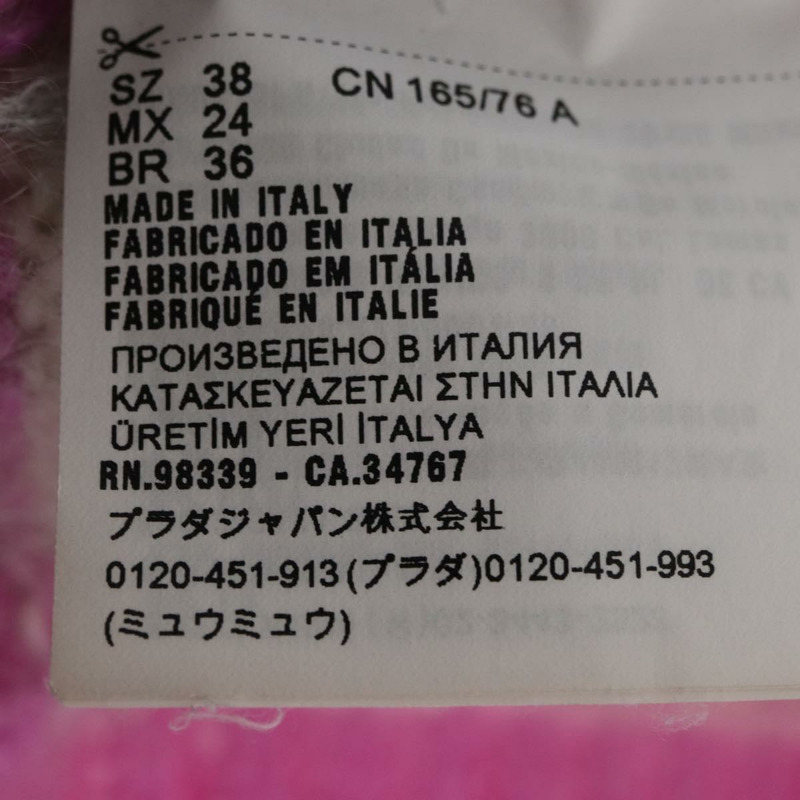 SZ 38 CN 165/76 A
MX 24
BR 36
MADE IN ITALY
FABRICADO EN ITALIA
FABRICADO EM ITÁLIA
FABRIQUÉ EN ITALIE
ПРОИЗВЕДЕНО В ИТАЛИЯ
ΚΑΤΑΣΚΕΥΑΖΕΤΑΙ ΣΤΗΝ ΙΤΑΛΙΑ
ÜRETİM YERİ İTALYA
RN.98339 - CA.34767
プラダジャパン株式会社
0120-451-913(プラダ)0120-451-993
(ミュウミュウ)